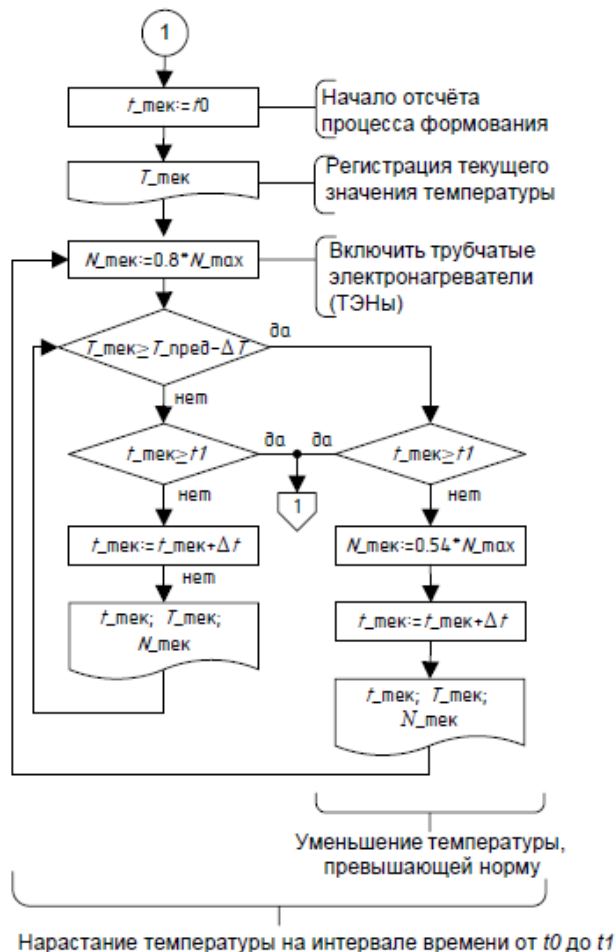 1
t_тек:=t0
Начало отсчёта
процесса формования
T_тек
Регистрация текущего
значения температуры
N_тек:=0.8*N_max
Включить трубчатые
электронагреватели
(ТЭНы)
T_тек≥T_пред-ΔT
да
нет
t_тек≥t1
да
да
t_тек≥t1
нет
1
нет
t_тек:=t_тек+Δt
N_тек:=0.54*N_max
нет
t_тек; T_тек;
N_тек
t_тек:=t_тек+Δt
t_тек; T_тек;
N_тек
Уменьшение температуры,
превышающей норму
Нарастание температуры на интервале времени от t0 до t1